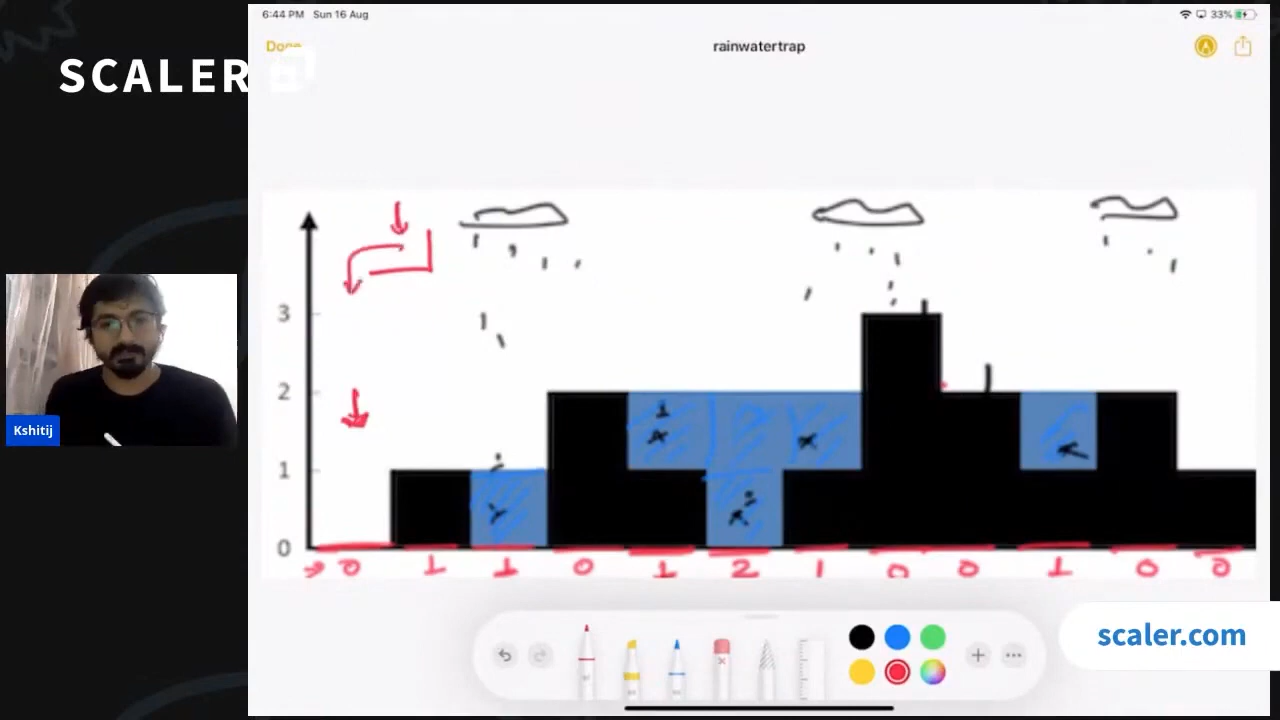 6:44 PM Sun 16 Aug
33%
Done
rainwatertrap
SCALER
3
2
1
0
Kshitij
0 1 1 0 1 2 1 0 0 1 0 0
scaler.com